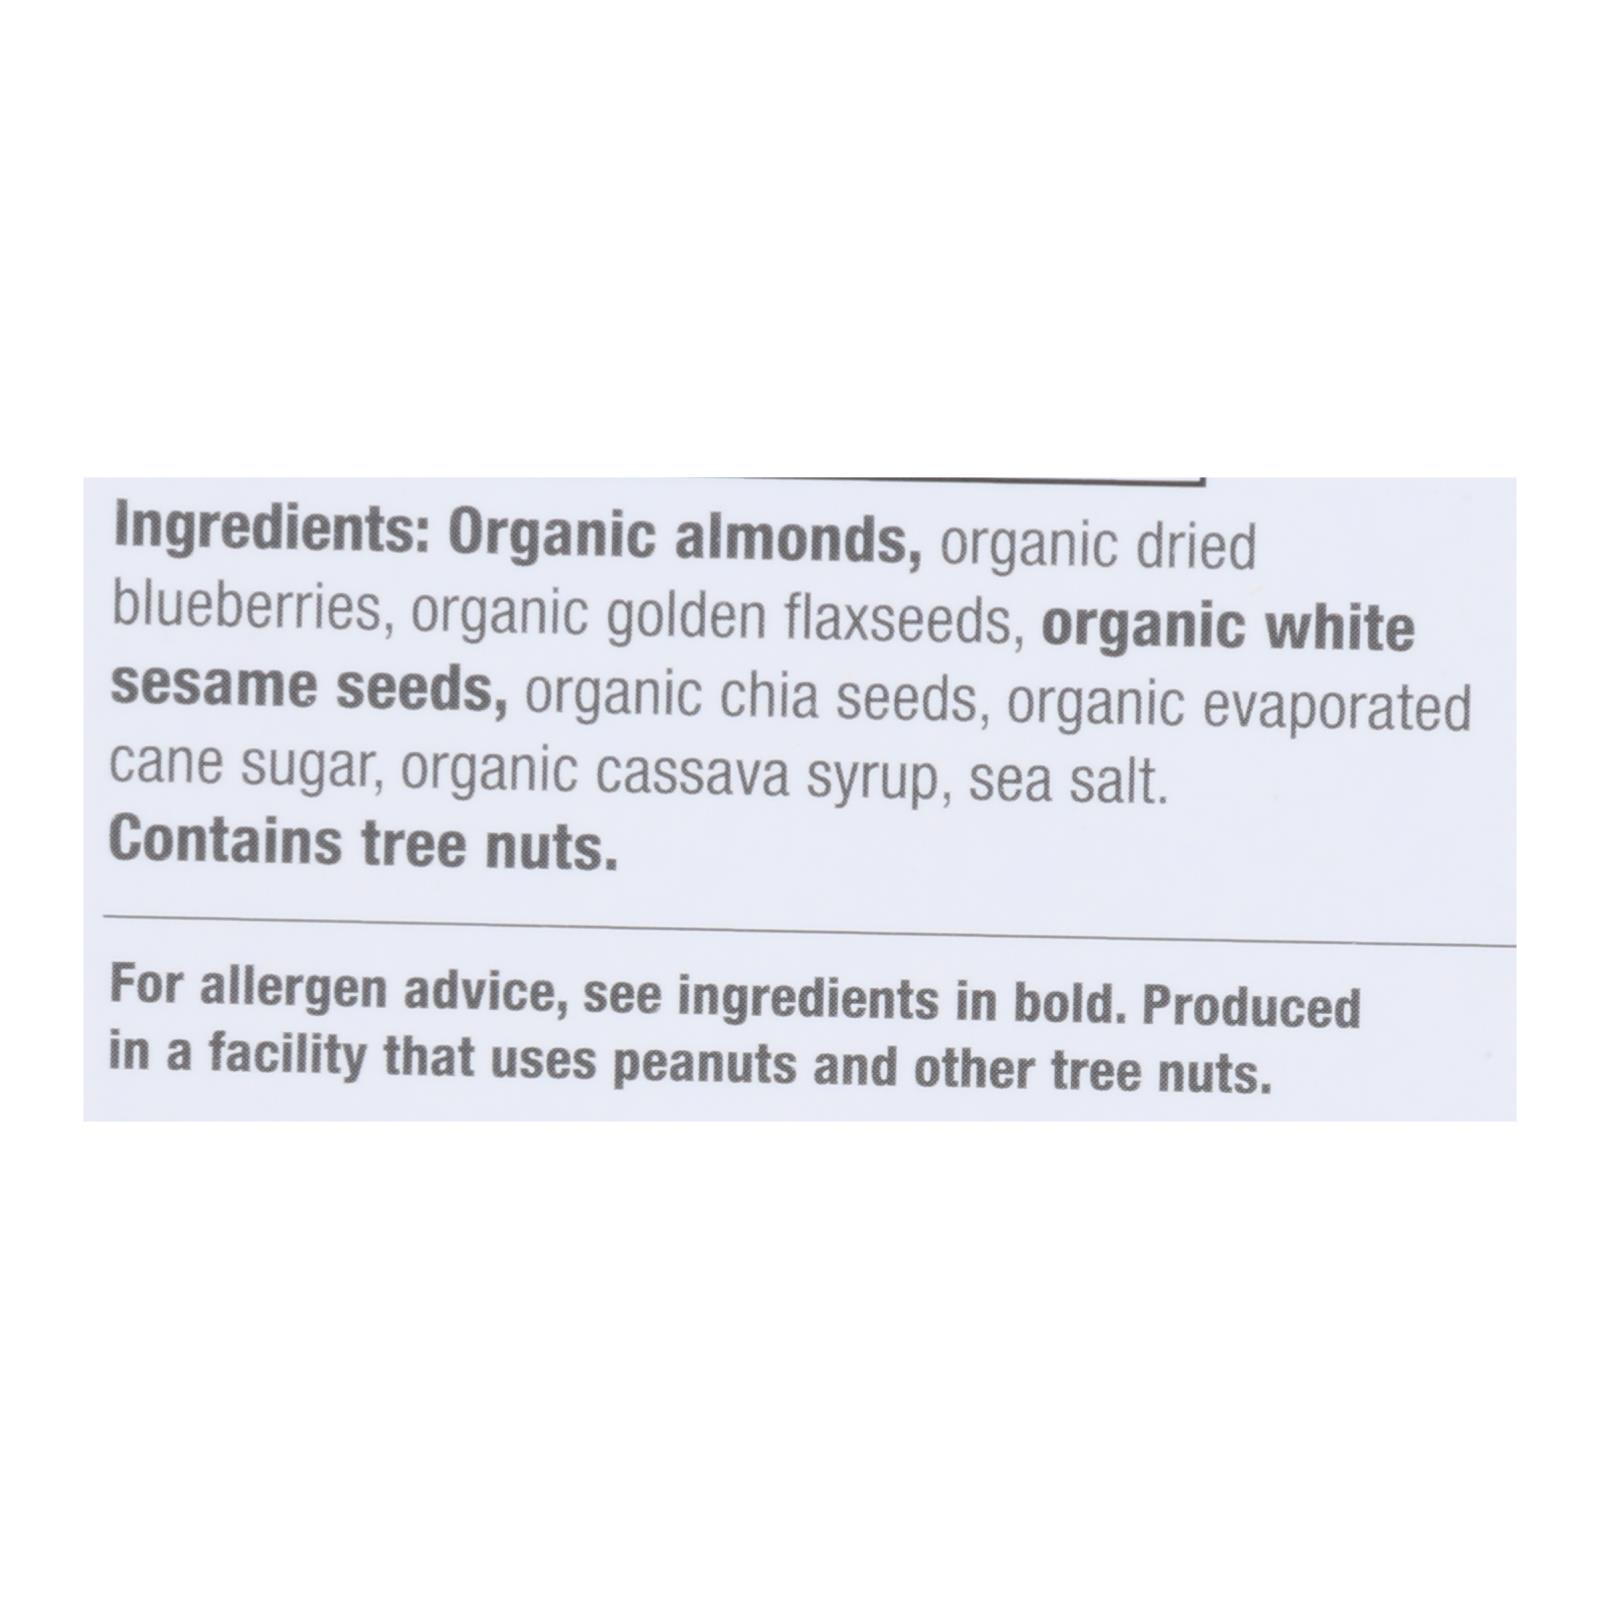 Ingredients: Organic almonds, organic dried
blueberries, organic golden flaxseeds, organic white
sesame seeds, organic chia seeds, organic evaporated
cane sugar, organic cassava syrup, sea salt.
Contains tree nuts.
For allergen advice, see ingredients in bold. Produced
in a facility that uses peanuts and other tree nuts.